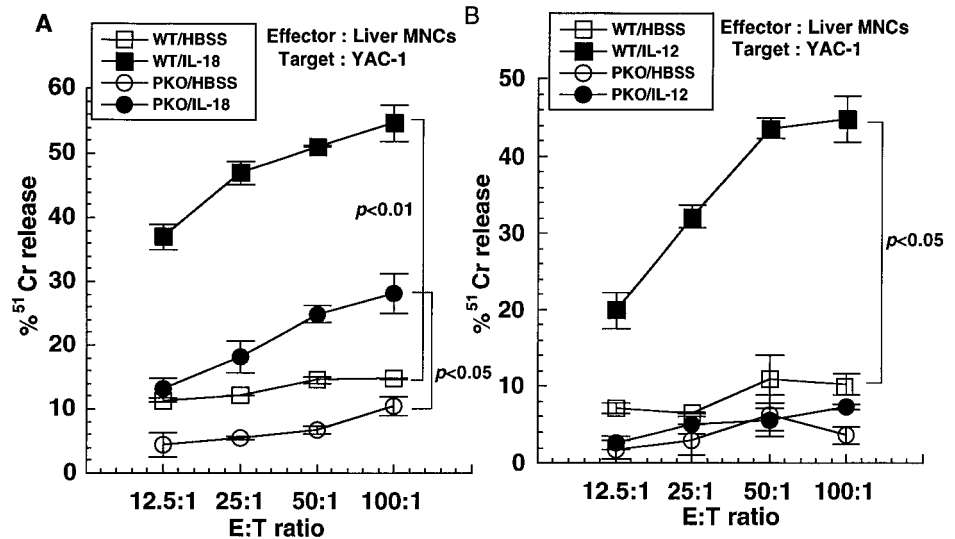 A
WT/HBSS
WT/IL-18
PKO/HBSS
PKO/IL-18
Effector : Liver MNCs
Target : YAC-1
60
50
40
30
20
10
0
% 51 Cr release
p<0.01
p<0.05
12.5:1 25:1 50:1 100:1
E:T ratio
B
WT/HBSS
WT/IL-12
PKO/HBSS
PKO/IL-12
Effector : Liver MNCs
Target : YAC-1
50
40
30
20
10
0
% 51 Cr release
p<0.05
12.5:1 25:1 50:1 100:1
E:T ratio